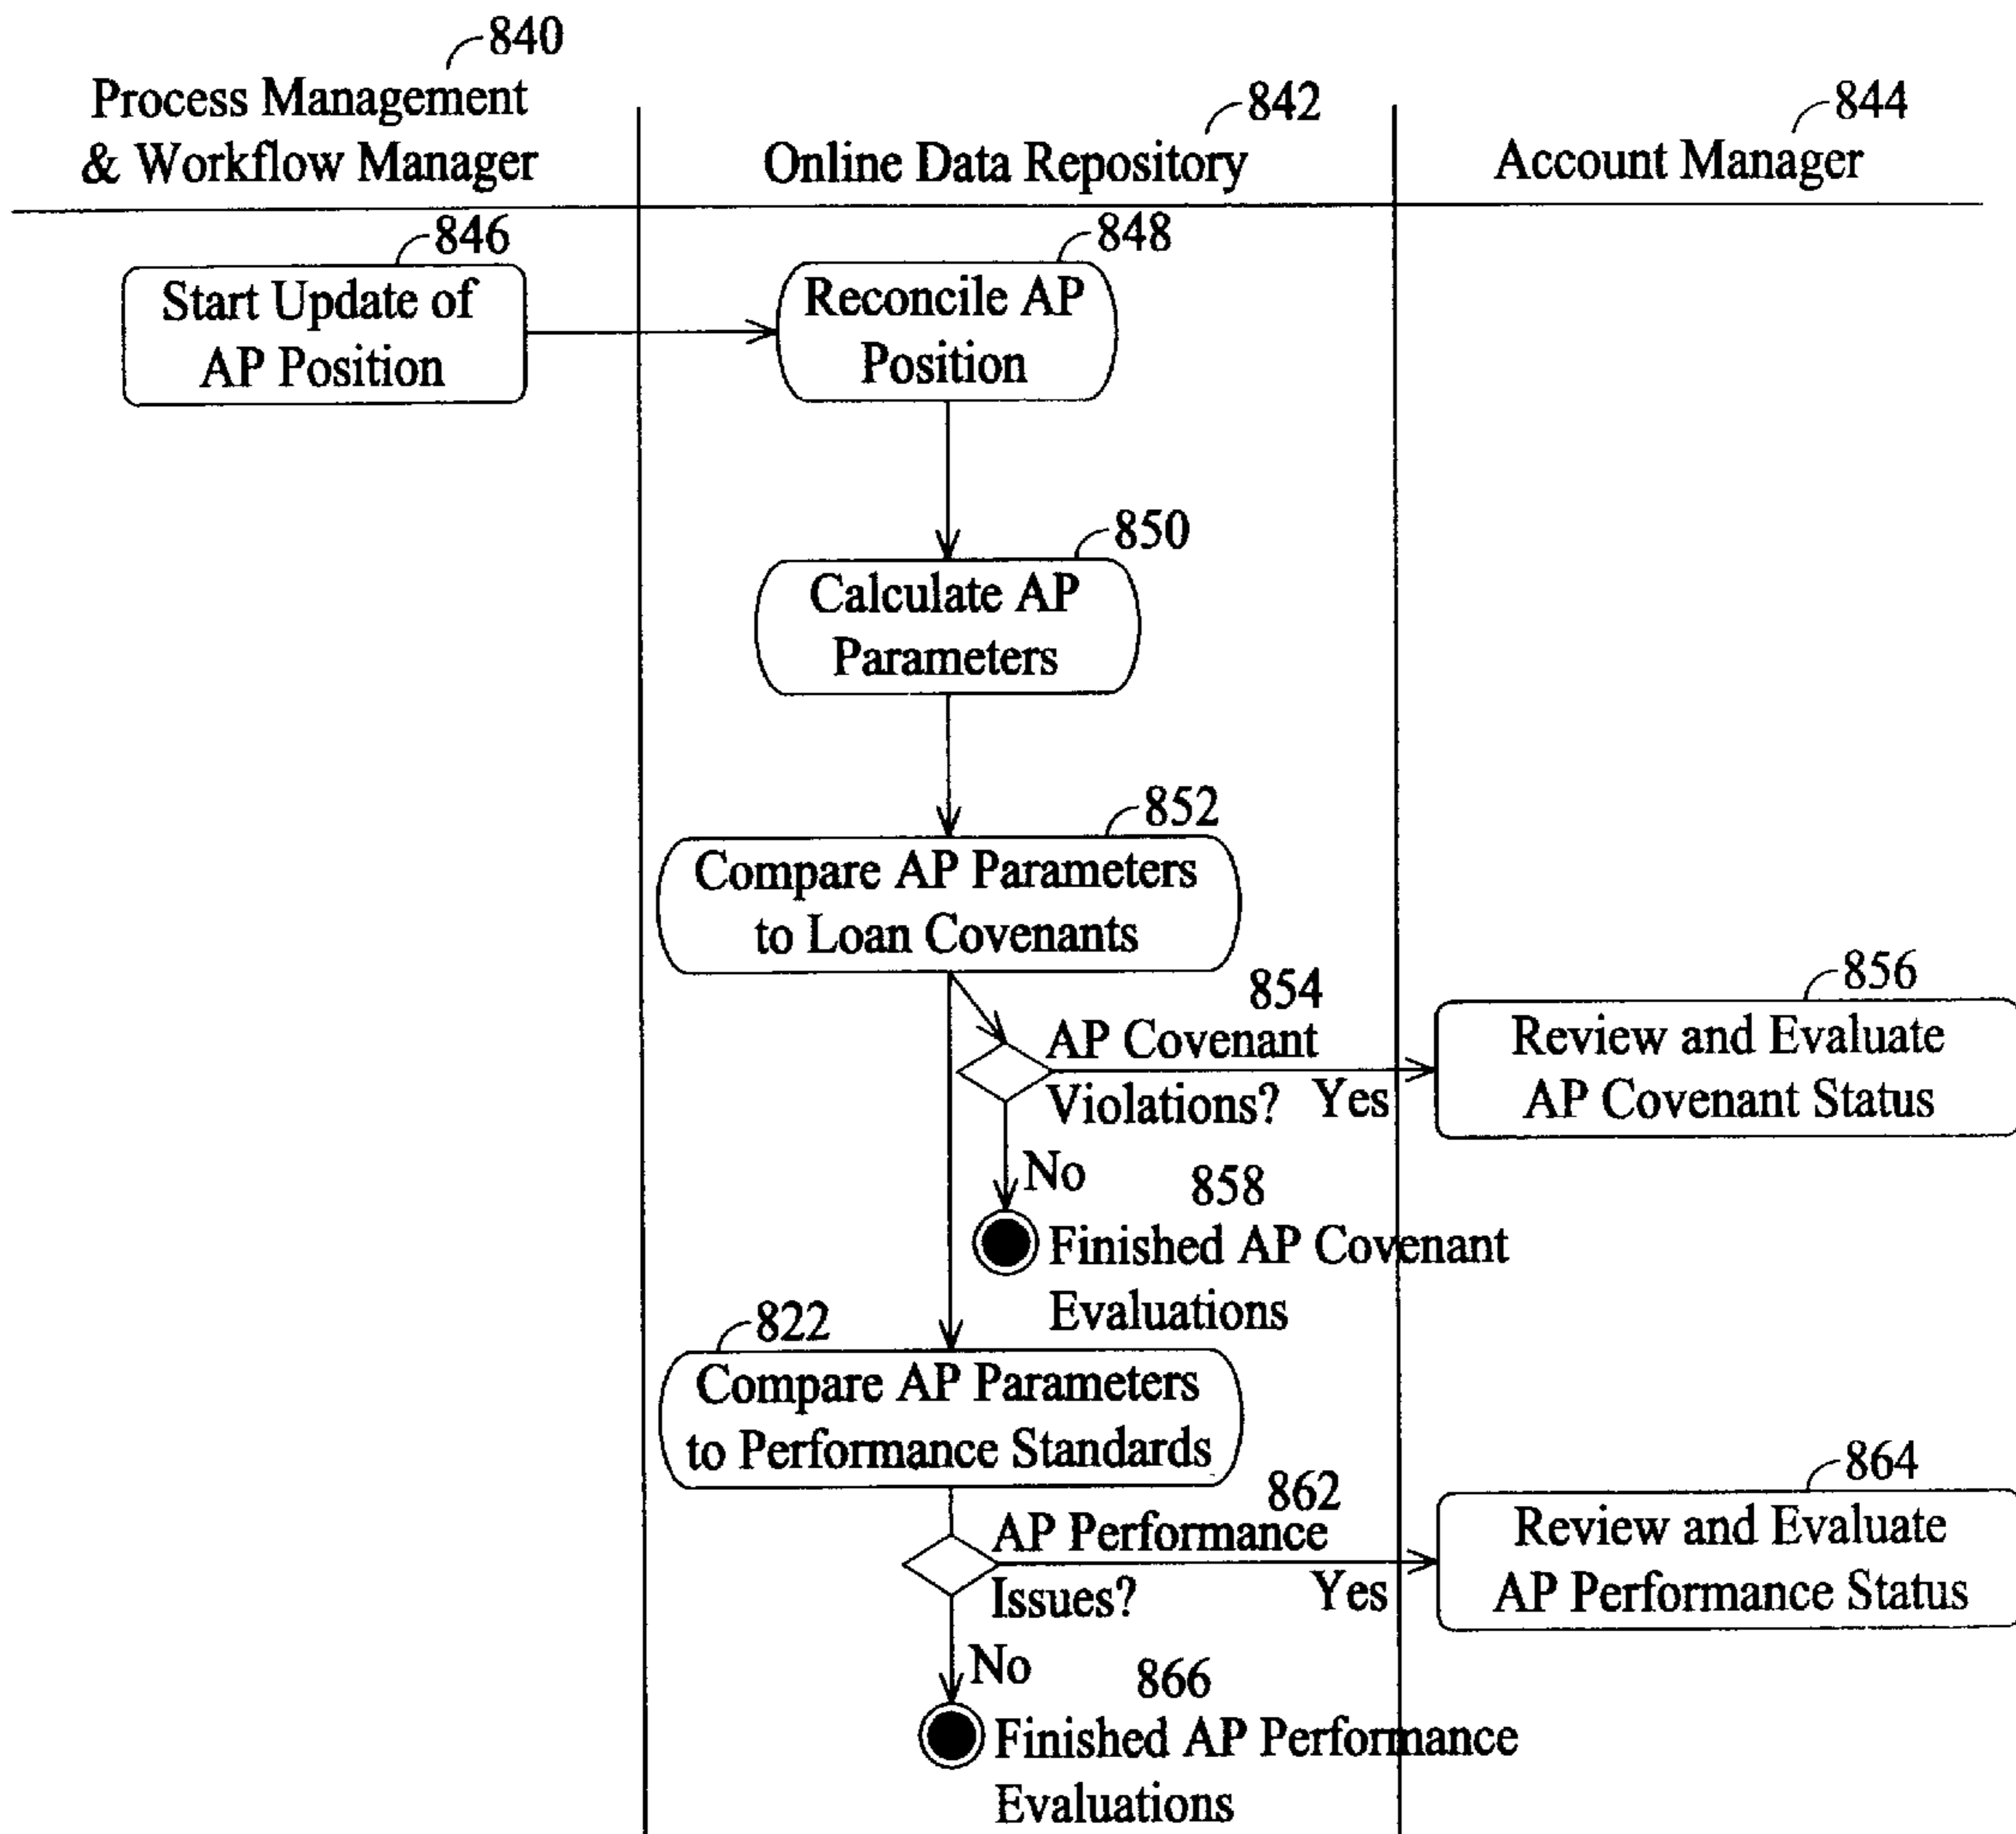 840
Process Management
& Workflow Manager
842
Online Data Repository
844
Account Manager
846
Start Update of
AP Position
848
Reconcile AP
Position
850
Calculate AP
Parameters
852
Compare AP Parameters
to Loan Covenants
854
AP Covenant
Violations? Yes
856
Review and Evaluate
AP Covenant Status
No
858
Finished AP Covenant
Evaluations
822
Compare AP Parameters
to Performance Standards
862
AP Performance
Issues? Yes
864
Review and Evaluate
AP Performance Status
No
866
Finished AP Performance
Evaluations